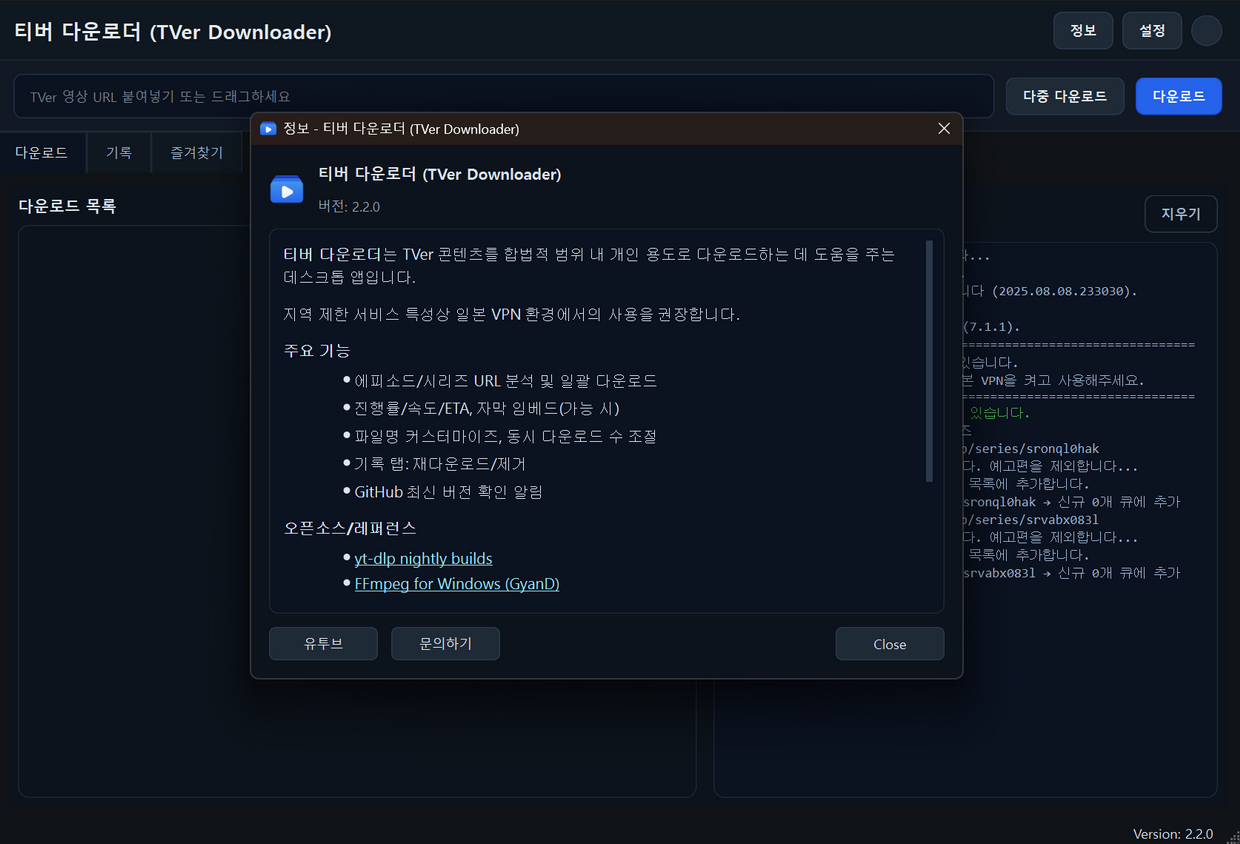 티버 다운로더 (TVer Downloader)
정보
설정
TVer 영상 URL 붙여넣기 또는 드래그하세요
다중 다운로드
다운로드
다운로드
기록
즐겨찾기
다운로드 목록
지우기
정보 - 티버 다운로더 (TVer Downloader)
티버 다운로더 (TVer Downloader)
버전: 2.2.0
티버 다운로더는 TVer 콘텐츠를 합법적 범위 내 개인 용도로 다운로드하는 데 도움을 주는
데스크톱 앱입니다.
지역 제한 서비스 특성상 일본 VPN 환경에서의 사용을 권장합니다.
주요 기능
● 에피소드/시리즈 URL 분석 및 일괄 다운로드
● 진행률/속도/ETA, 자막 임베드(가능 시)
● 파일명 커스터마이즈, 동시 다운로드 수 조절
● 기록 탭: 재다운로드/제거
● GitHub 최신 버전 확인 알림
오픈소스/레퍼런스
● yt-dlp nightly builds
● FFmpeg for Windows (GyanD)
유투브
문의하기
Close
...
니다 (2025.08.08.233030).
(7.1.1).
================================
있습니다.
본 VPN을 켜고 사용해주세요.
================================
있습니다.
즈
p/series/sronql0hak
다. 예고편을 제외합니다...
목록에 추가합니다.
sronql0hak → 신규 0개 큐에 추가
p/series/srvabx083l
다. 예고편을 제외합니다...
목록에 추가합니다.
srvabx083l → 신규 0개 큐에 추가
Version: 2.2.0